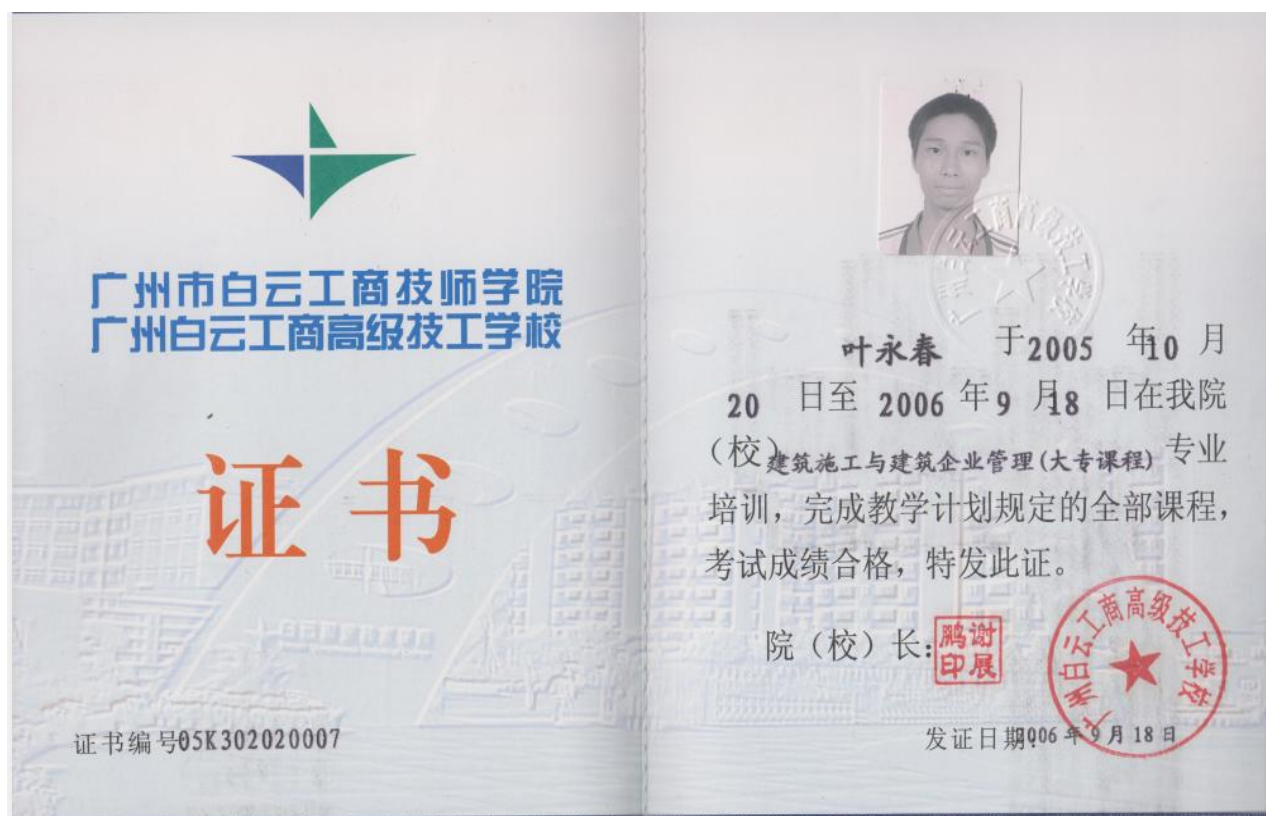 广州市白云工商技师学院
广州白云工商高级技工学校
证书
证书编号05K302020007
叶永春 于2005 年10 月
20 日至 2006 年9 月18 日在我院
（校）建筑施工与建筑企业管理(大专课程) 专业
培训，完成教学计划规定的全部课程，
考试成绩合格，特发此证。
院（校）长：
谢展鹏印
广州白云工商高级技工学校
发证日期：2006 年 9 月 18 日